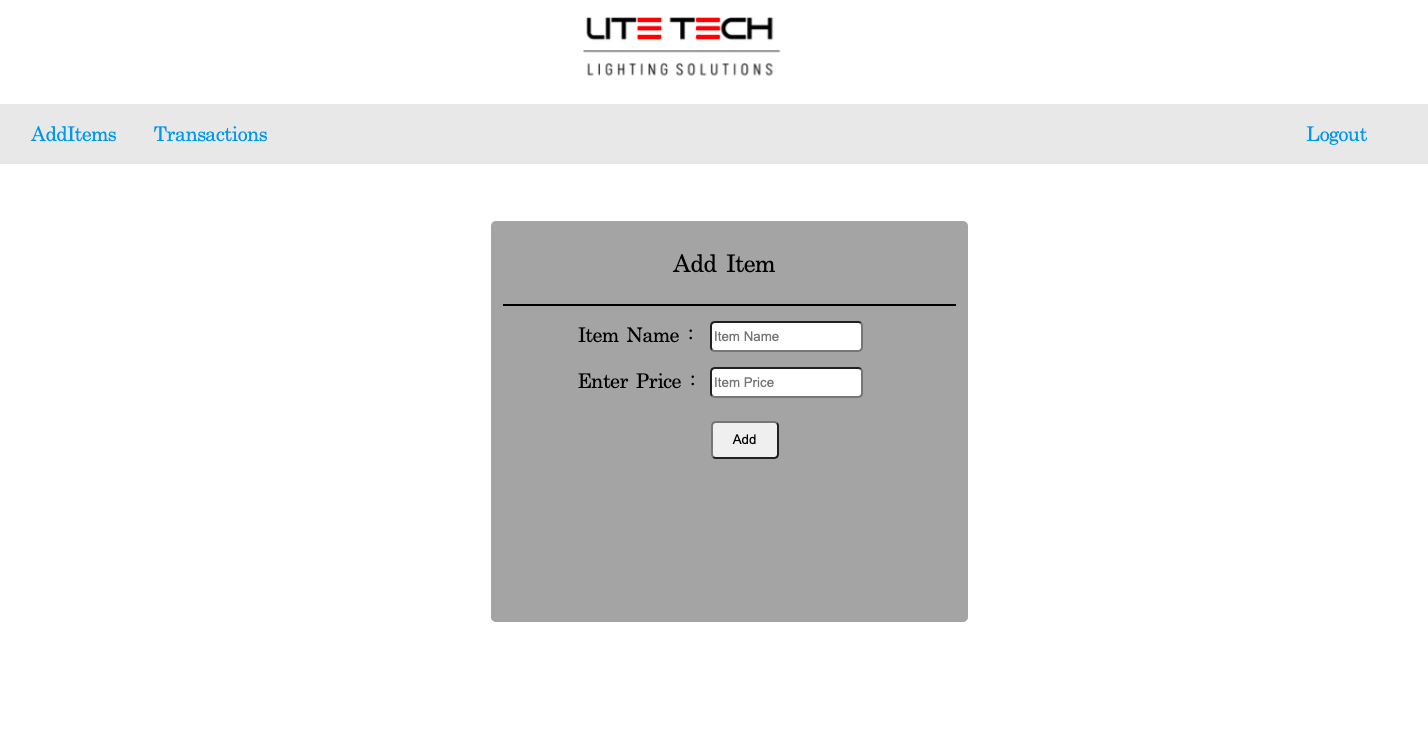 LITE TECH
LIGHTING SOLUTIONS
AddItems Transactions Logout
Add Item
Item Name : Item Name
Enter Price : Item Price
Add